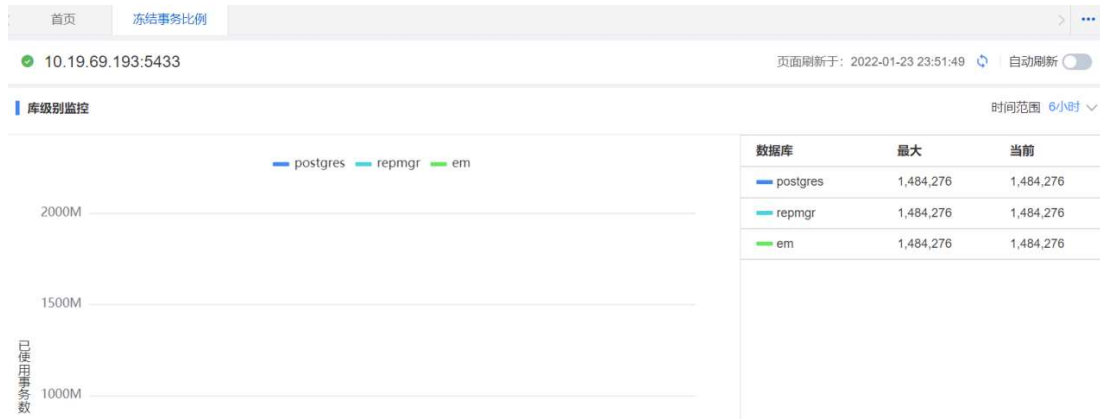 首页 冻结事务比例
10.19.69.193:5433 页面刷新于：2022-01-23 23:51:49 自动刷新
库级别监控 时间范围 6小时
postgres repmgr em
数据库 最大 当前
postgres 1,484,276 1,484,276
2000M
repmgr 1,484,276 1,484,276
em 1,484,276 1,484,276
1500M
已使用事务数
1000M